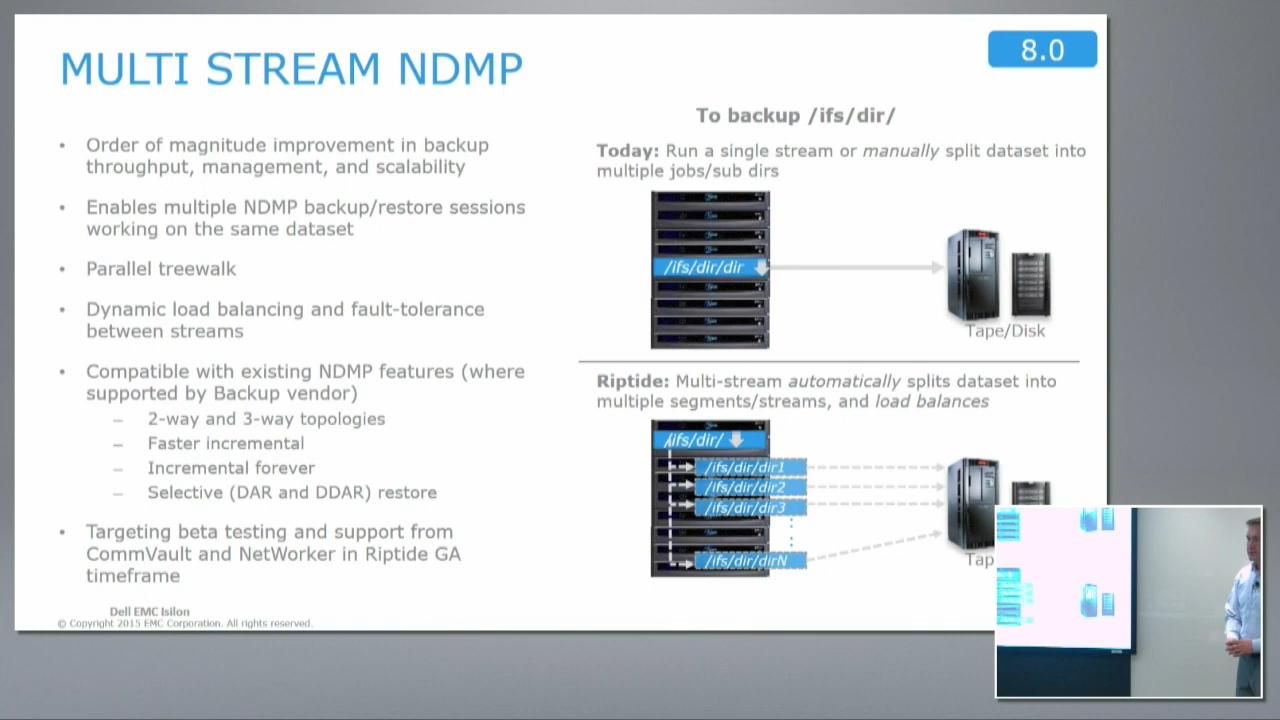 MULTI STREAM NDMP
8.0
• Order of magnitude improvement in backup
throughput, management, and scalability
• Enables multiple NDMP backup/restore sessions
working on the same dataset
• Parallel treewalk
• Dynamic load balancing and fault-tolerance
between streams
• Compatible with existing NDMP features (where
supported by Backup vendor)
– 2-way and 3-way topologies
– Faster incremental
– Incremental forever
– Selective (DAR and DDAR) restore
• Targeting beta testing and support from
CommVault and NetWorker in Riptide GA
timeframe
Dell EMC Isilon
© Copyright 2015 EMC Corporation. All rights reserved.
To backup /ifs/dir/
Today: Run a single stream or manually split dataset into
multiple jobs/sub dirs
/ifs/dir/dir
Tape/Disk
Riptide: Multi-stream automatically splits dataset into
multiple segments/streams, and load balances
/ifs/dir/
/ifs/dir/dir1
/ifs/dir/dir2
/ifs/dir/dir3
/ifs/dir/dirN
Tap